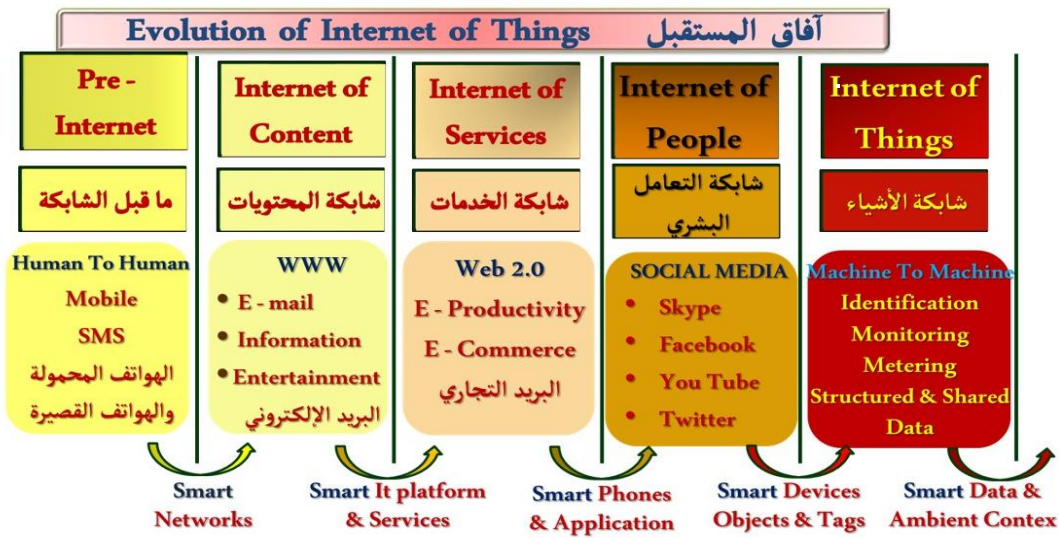 Evolution of Internet of Things آفاق المستقبل
Pre -
Internet
ما قبل الشابكة
Human To Human
Mobile
SMS
الهواتف المحمولة
والهواتف القصيرة
Internet of
Content
شابكة المحتويات
WWW
• E - mail
• Information
• Entertainment
البريد الإلكتروني
Internet of
Services
شابكة الخدمات
Web 2.0
E - Productivity
E - Commerce
البريد التجاري
Internet of
People
شابكة التعامل
البشري
SOCIAL MEDIA
• Skype
• Facebook
• You Tube
• Twitter
Internet of
Things
شابكة الأشياء
Machine To Machine
Identification
Monitoring
Metering
Structured & Shared
Data
Smart
Networks
Smart It platform
& Services
Smart Phones
& Application
Smart Devices
Objects & Tags
Smart Data &
Ambient Contex